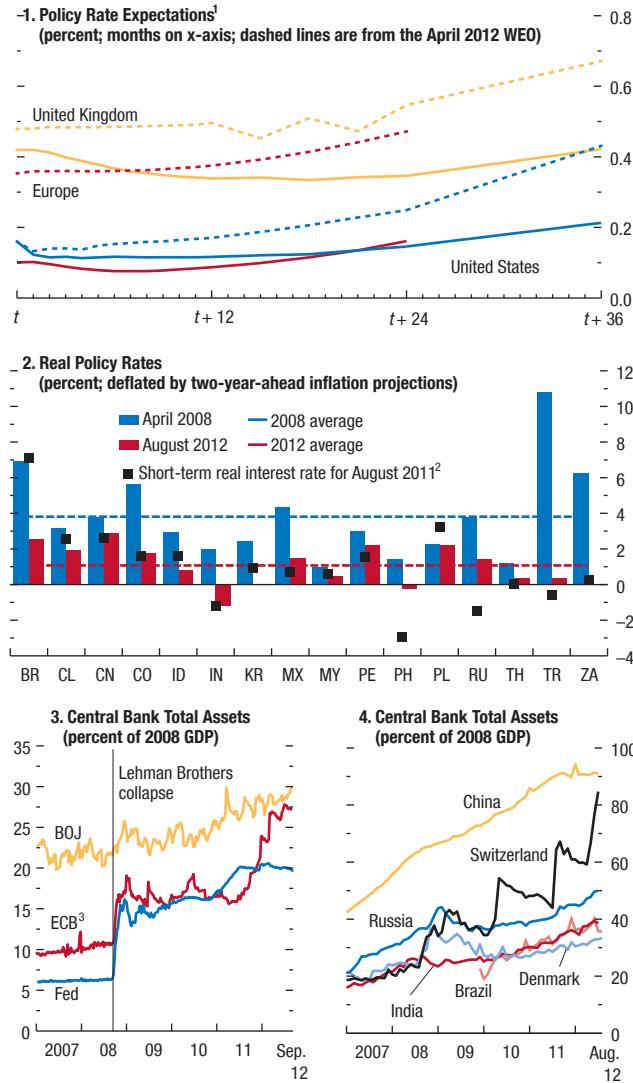 1. Policy Rate Expectations¹
(percent; months on x-axis; dashed lines are from the April 2012 WEO)
0.8
0.6
0.4
0.2
0.0
United Kingdom
Europe
United States
t
t + 12
t + 24
t + 36
2. Real Policy Rates
(percent; deflated by two-year-ahead inflation projections)
April 2008
2008 average
August 2012
2012 average
Short-term real interest rate for August 2011²
12
10
8
6
4
2
0
–2
–4
BR CL CN CO ID IN KR MX MY PE PH PL RU TH TR ZA
3. Central Bank Total Assets
(percent of 2008 GDP)
35
30
25
20
15
10
5
0
Lehman Brothers
collapse
BOJ
ECB³
Fed
2007 08 09 10 11 Sep.
12
4. Central Bank Total Assets
(percent of 2008 GDP)
100
80
60
40
20
0
China
Switzerland
Russia
India
Brazil
Denmark
2007 08 09 10 11 Aug.
12